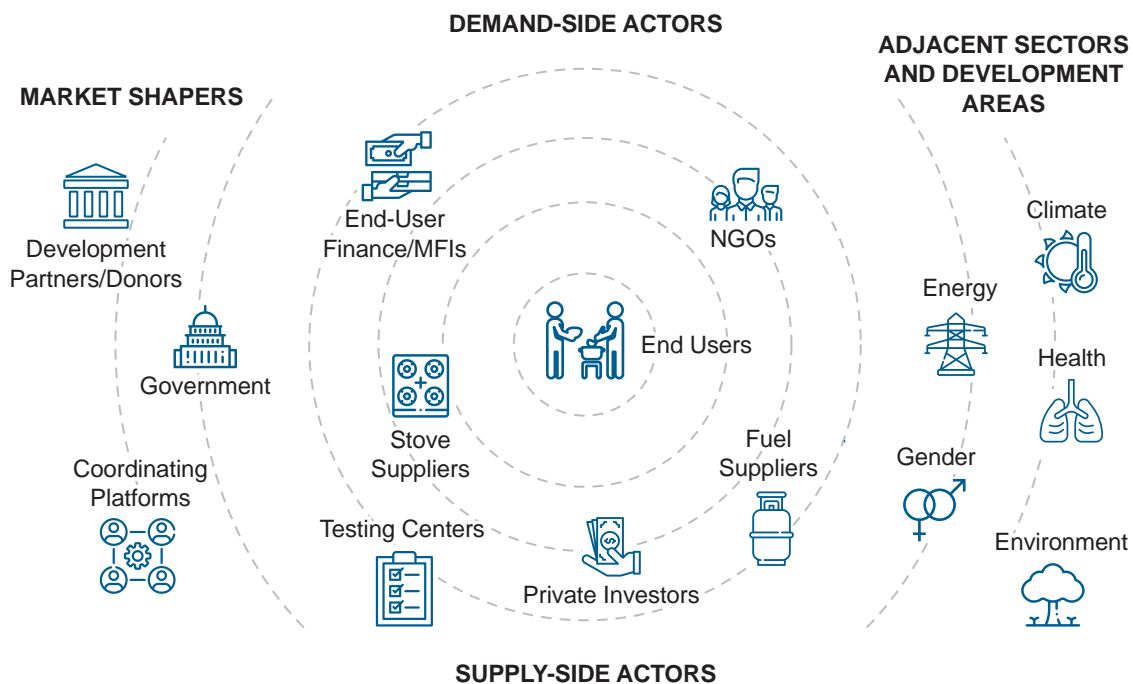 DEMAND-SIDE ACTORS
ADJACENT SECTORS
AND DEVELOPMENT
AREAS
MARKET SHAPERS
Development
Partners/Donors
Government
Coordinating
Platforms
End-User
Finance/MFIs
NGOs
End Users
Stove
Suppliers
Fuel
Suppliers
Testing Centers
Private Investors
Climate
Energy
Health
Gender
Environment
SUPPLY-SIDE ACTORS